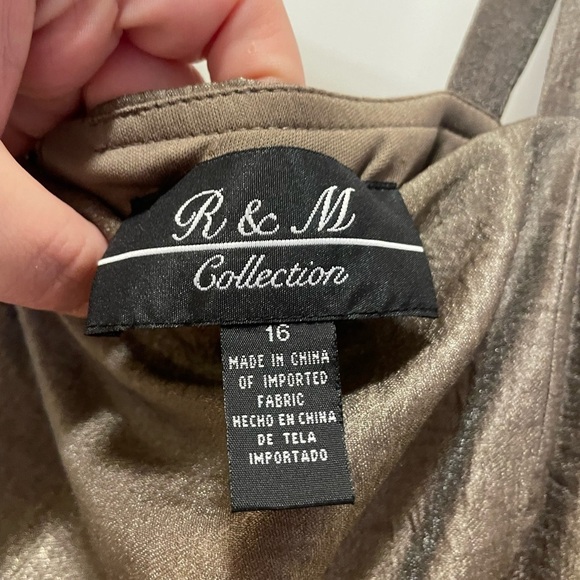 R & M
Collection
16
MADE IN CHINA
OF IMPORTED
FABRIC
HECHO EN CHINA
DE TELA
IMPORTADO